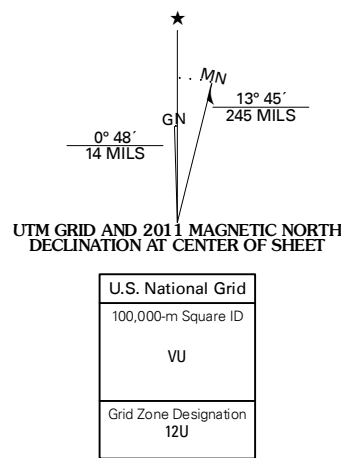 MN
GN
13° 45´
245 MILS
0° 48´
14 MILS
UTM GRID AND 2011 MAGNETIC NORTH
DECLINATION AT CENTER OF SHEET
U.S. National Grid
100,000-m Square ID
VU
Grid Zone Designation
12U